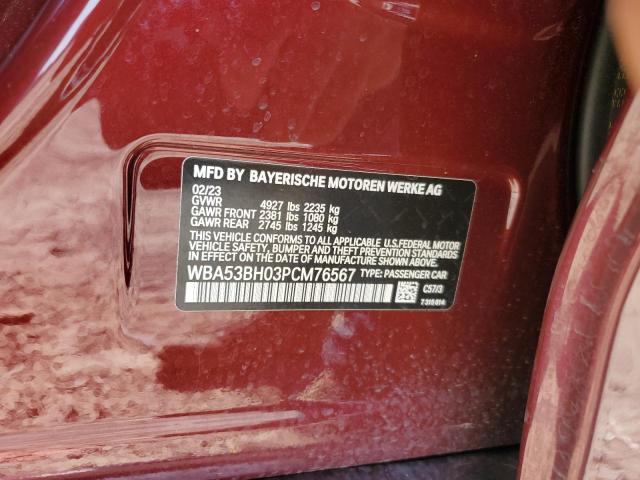 MFD BY BAYERISCHE MOTOREN WERKE AG
02/23
GVWR 4927 lbs 2235 kg
GAWR FRONT 2381 lbs 1080 kg
GAWR REAR 2745 lbs 1245 kg
THIS VEHICLE CONFORMS TO ALL APPLICABLE U.S. FEDERAL MOTOR
VEHICLE SAFETY, BUMPER, AND THEFT PREVENTION STANDARDS
IN EFFECT ON THE DATE OF MANUFACTURE SHOWN ABOVE.
WBA53BH03PCM76567 TYPE: PASSENGER CAR
C57/3
7310014